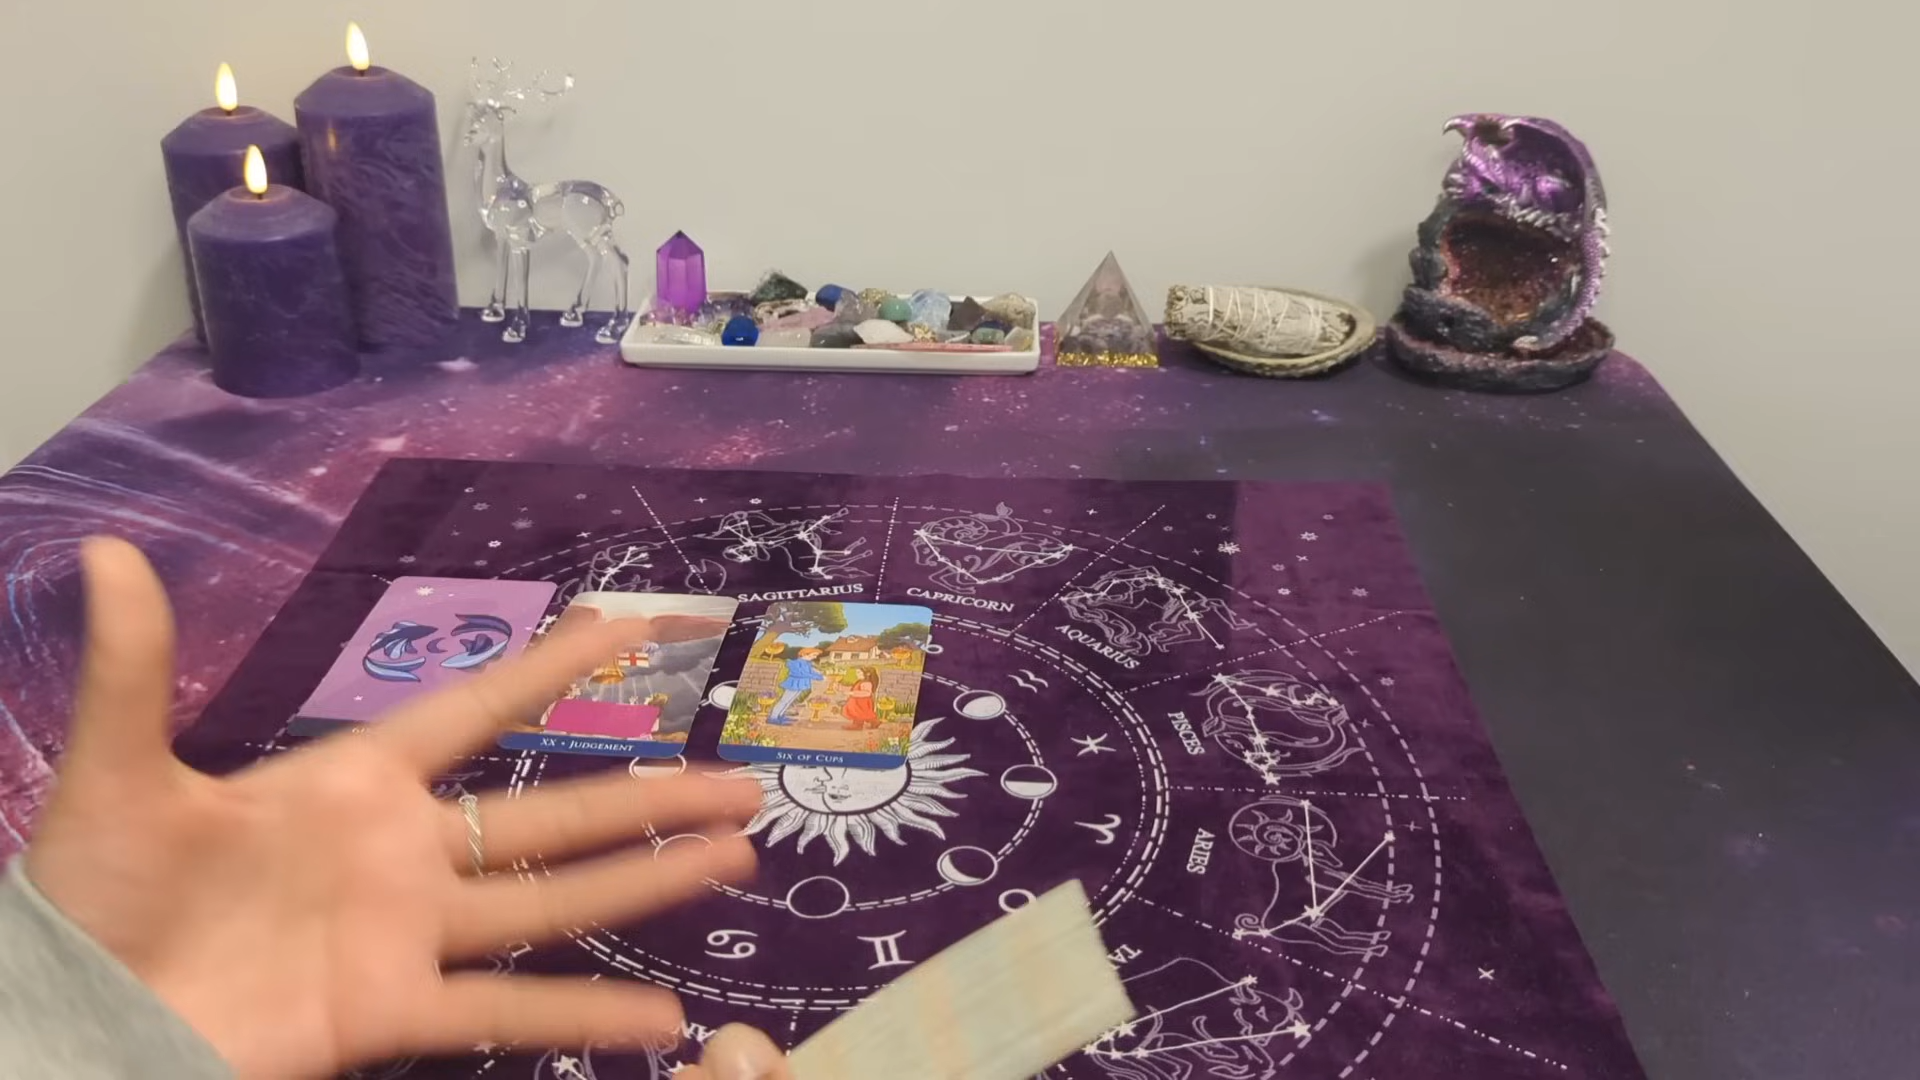 SAGITTARIUS
CAPRICORN
AQUARIUS
PISCES
ARIES
XX • JUDGEMENT
SIX OF CUPS